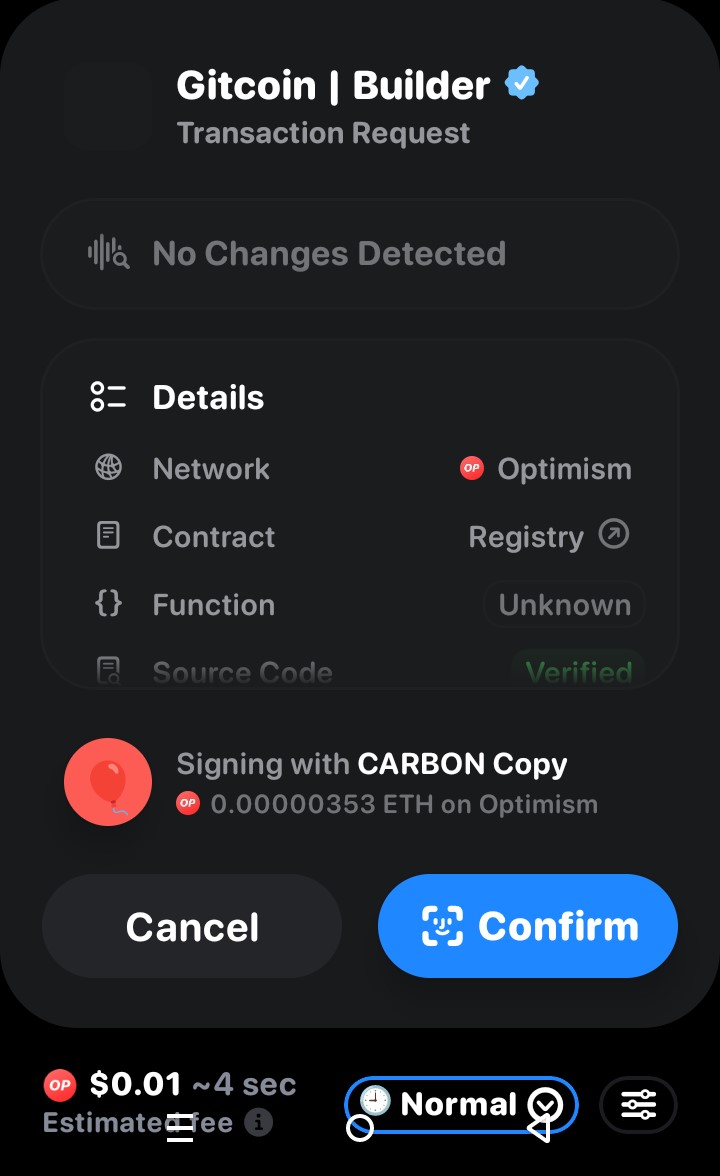 Gitcoin | Builder
Transaction Request
No Changes Detected
Details
Network OP Optimism
Contract Registry
Function Unknown
Source Code Verified
Signing with CARBON Copy
OP 0.00000353 ETH on Optimism
Cancel Confirm
OP $0.01 ~4 sec
Normal
Estimated fee